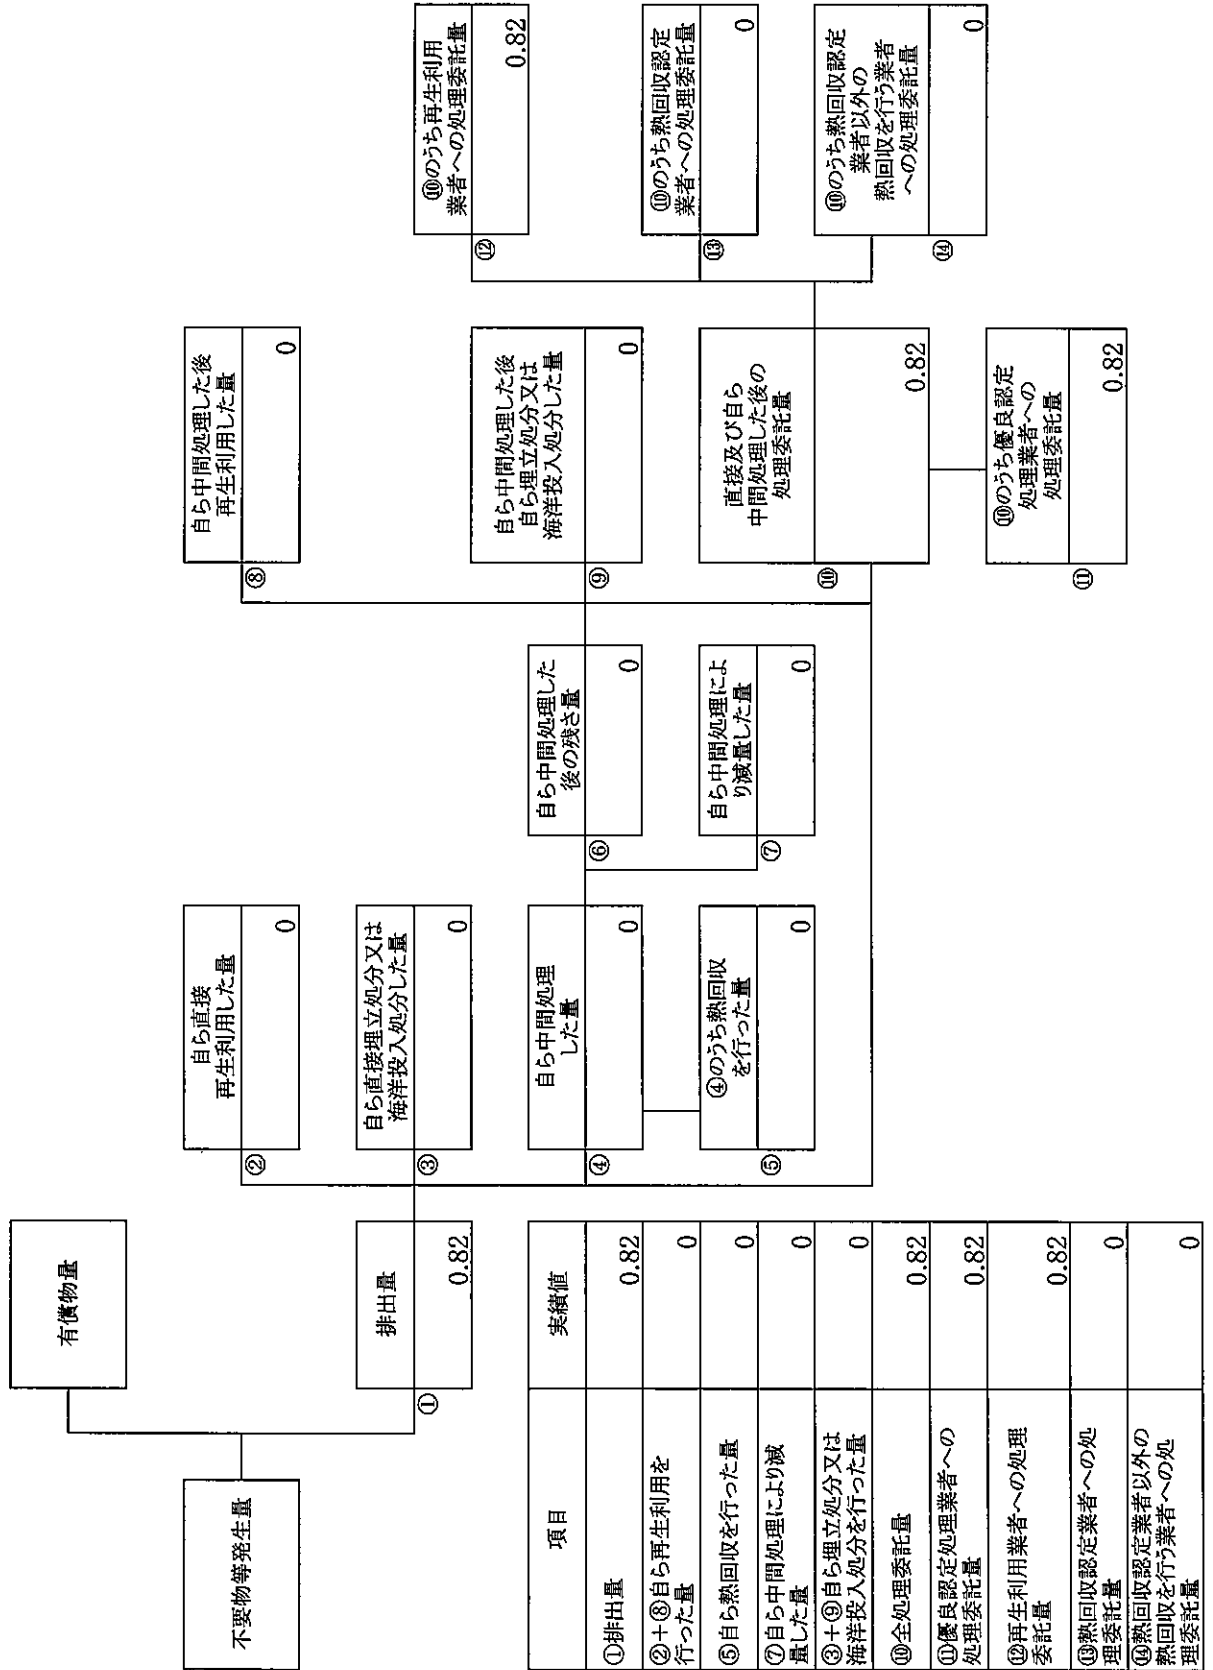 不要物等発生量
有償物量
①
排出量
0.82
②
自ら直接
再生利用した量
0
③
自ら直接埋立処分又は
海洋投入処分した量
0
④
自ら中間処理
した量
0
⑤
④のうち熱回収
を行った量
0
⑥
自ら中間処理した
後の残さ量
0
⑦
自ら中間処理によ
り減量した量
0
⑧
自ら中間処理した後
再生利用した量
0
⑨
自ら中間処理した後
自ら埋立処分又は
海洋投入処分した量
0
⑩
直接及び自ら
中間処理した後の
処理委託量
0.82
⑪
⑩のうち優良認定
処理業者への
処理委託量
0.82
⑫
⑩のうち再生利用
業者への処理委託量
0.82
⑬
⑩のうち熱回収認定
業者への処理委託量
0
⑭
⑩のうち熱回収認定
業者以外の
熱回収を行う業者
への処理委託量
0
項目 実績値
①排出量 0.82
②+⑧自ら再生利用を
行った量 0
⑤自ら熱回収を行った量 0
⑦自ら中間処理により減
量した量 0
③+⑨自ら埋立処分又は
海洋投入処分を行った量 0
⑩全処理委託量 0.82
⑪優良認定処理業者への
処理委託量 0.82
⑫再生利用業者への処理
委託量 0.82
⑬熱回収認定業者への処
理委託量 0
⑭熱回収認定業者以外の
熱回収を行う業者への処
理委託量 0